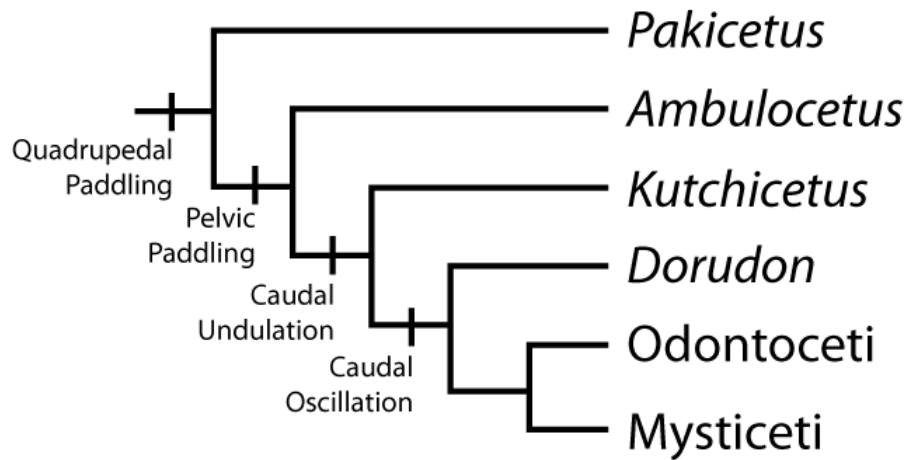 Pakicetus
Ambulocetus
Quadrupedal
Paddling
Kutchicetus
Pelvic
Paddling
Dorudon
Caudal
Undulation
Odontoceti
Caudal
Oscillation
Mysticeti